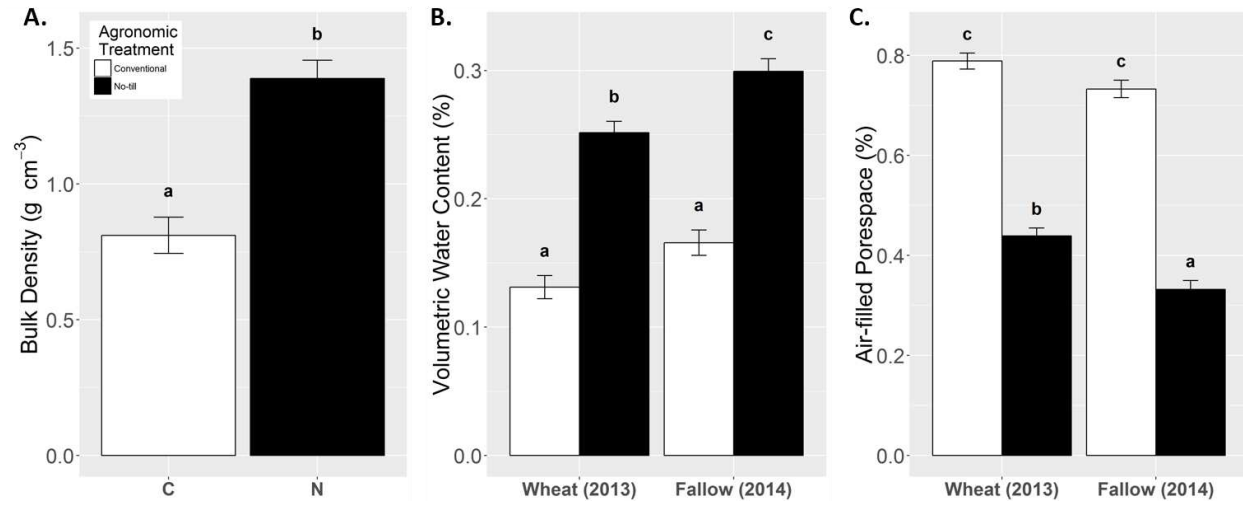 A.
Agronomic
Treatment
Conventional
No-till
Bulk Density (g cm−3)
1.5
1.0
0.5
0.0
a
b
C
N
B.
Volumetric Water Content (%)
0.3
0.2
0.1
0.0
a
b
a
c
Wheat (2013)
Fallow (2014)
C.
Air-filled Porespace (%)
0.8
0.6
0.4
0.2
0.0
c
b
c
a
Wheat (2013)
Fallow (2014)